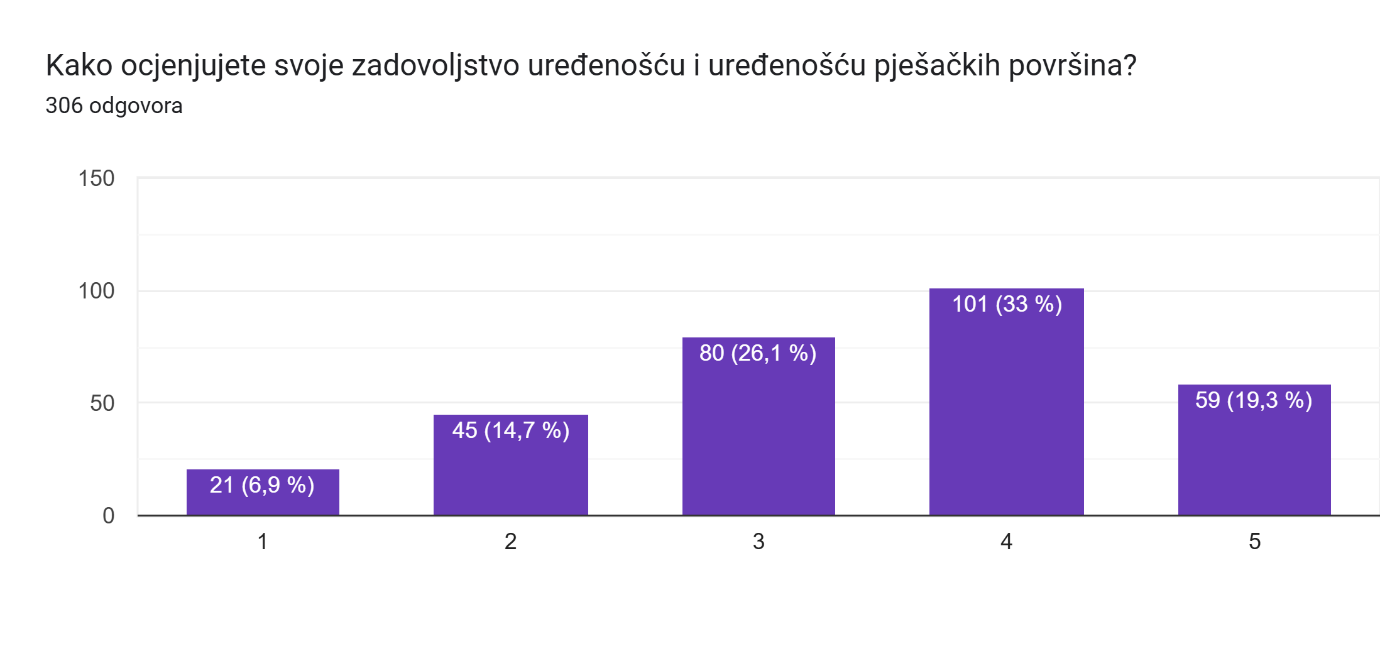 Kako ocjenjujete svoje zadovoljstvo uređenošću i uređenošću pješačkih površina?
306 odgovora
150
100
50
0
21 (6,9 %)
45 (14,7 %)
80 (26,1 %)
101 (33 %)
59 (19,3 %)
1
2
3
4
5